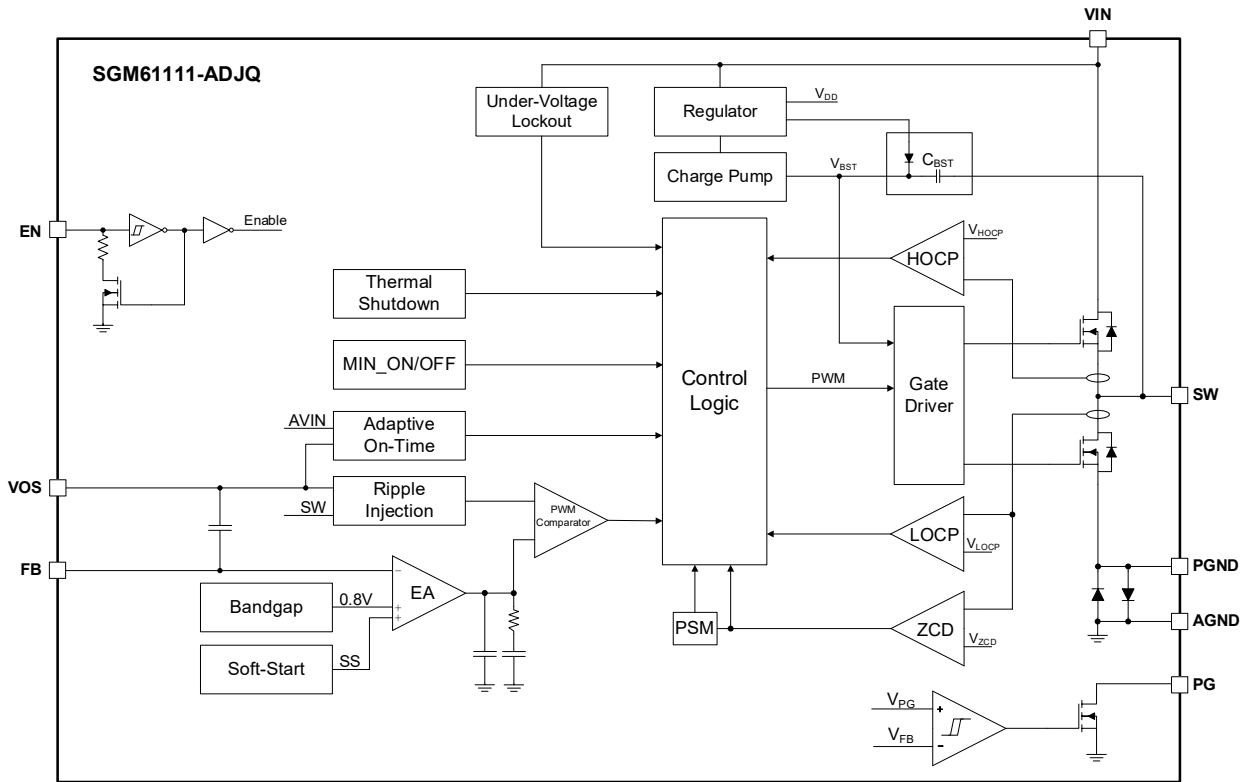 VIN
SGM61111-ADJQ
Under-Voltage
Lockout
Regulator
VDD
Charge Pump
VBST
CBST
EN
Enable
VHOCP
HOCP
Thermal
Shutdown
MIN_ON/OFF
Control
Logic
PWM
Gate
Driver
SW
AVIN
Adaptive
On-Time
VOS
SW
Ripple
Injection
PWM
Comparator
LOCP
VLOCP
FB
EA
-
+
+
Bandgap
0.8V
Soft-Start
SS
PSM
ZCD
VZCD
PGND
AGND
PG
VPG
+
VFB
-